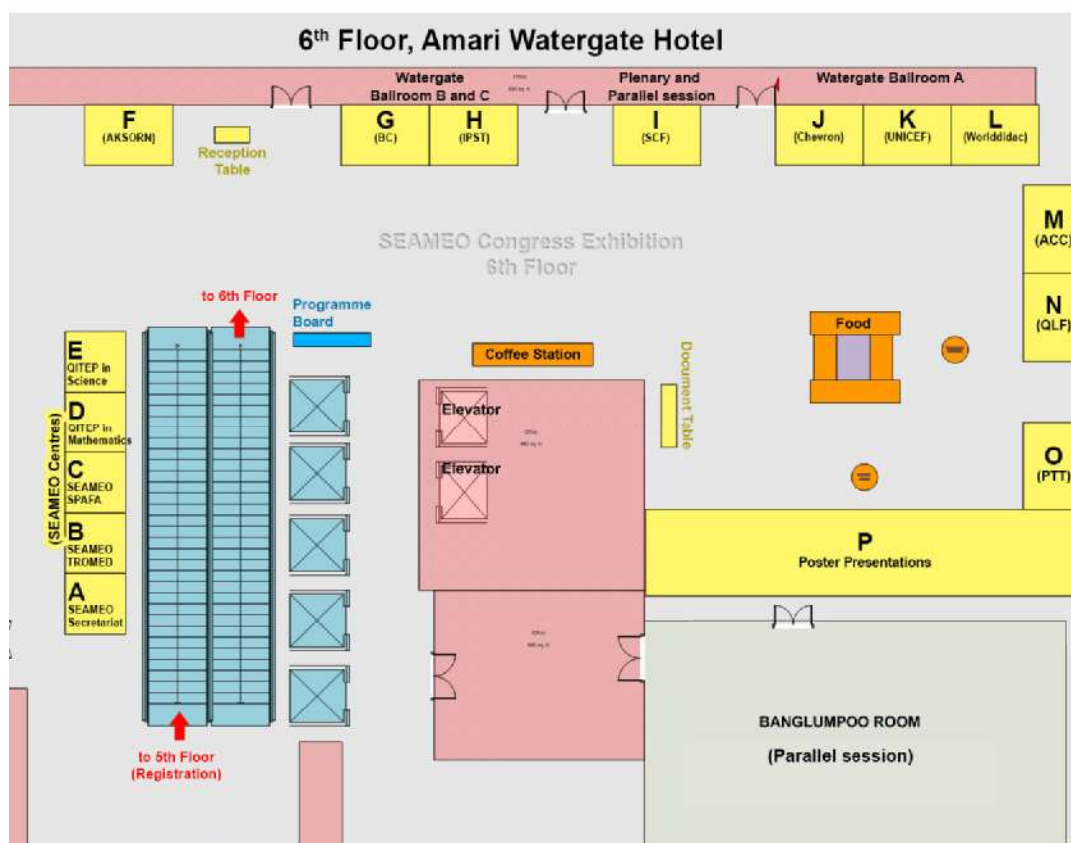 6th Floor, Amari Watergate Hotel
Watergate
Ballroom B and C
Plenary and
Parallel session
Watergate Ballroom A
F
(AKSORN)
Reception
Table
G
(BC)
H
(IPST)
I
(SCF)
J
(Chevron)
K
(UNICEF)
L
(Worlddidac)
M
(ACC)
N
(QLF)
SEAMEO Congress Exhibition
6th Floor
to 6th Floor
Programme
Board
Coffee Station
Document Table
Food
(SEAMEO Centres)
E
QITEP in
Science
D
QITEP in
Mathematics
C
SEAMEO
SPAFA
B
SEAMEO
TROMED
A
SEAMEO
Secretariat
Elevator
Elevator
O
(PTT)
P
Poster Presentations
BANGLUMPOO ROOM
(Parallel session)
to 5th Floor
(Registration)